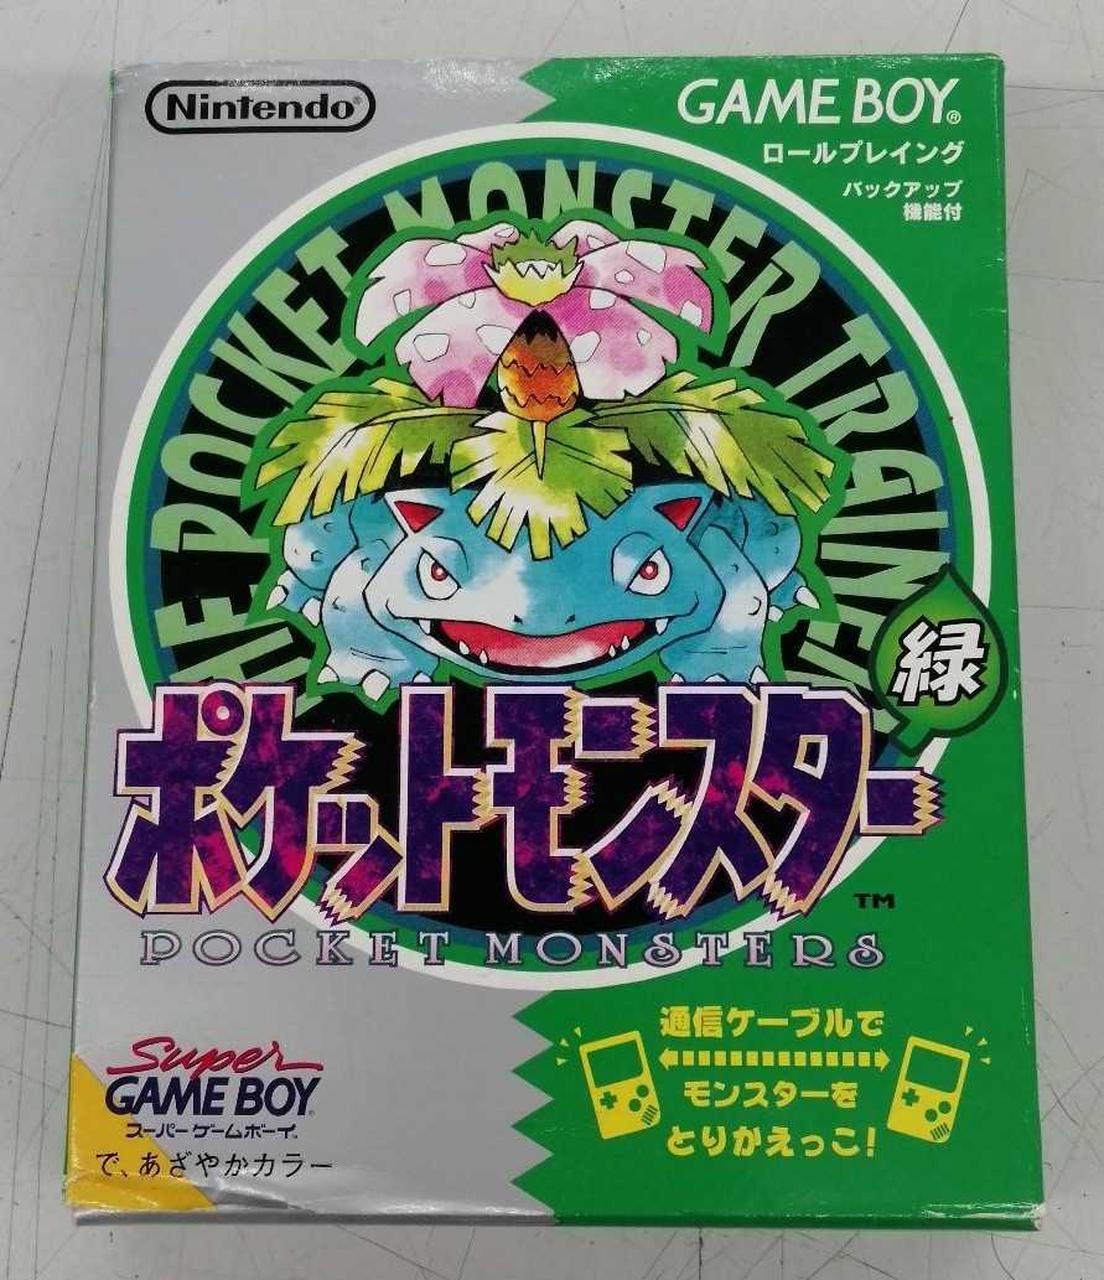 Nintendo®
GAME BOY®
ロールプレイング
バックアップ
機能付
THE POCKET MONSTER TRAINER
緑
ポケットモンスター
TM
POCKET MONSTERS
Super
GAME BOY
スーパーゲームボーイ
で、あざやかカラー
通信ケーブルで
モンスターを
とりかえっこ!